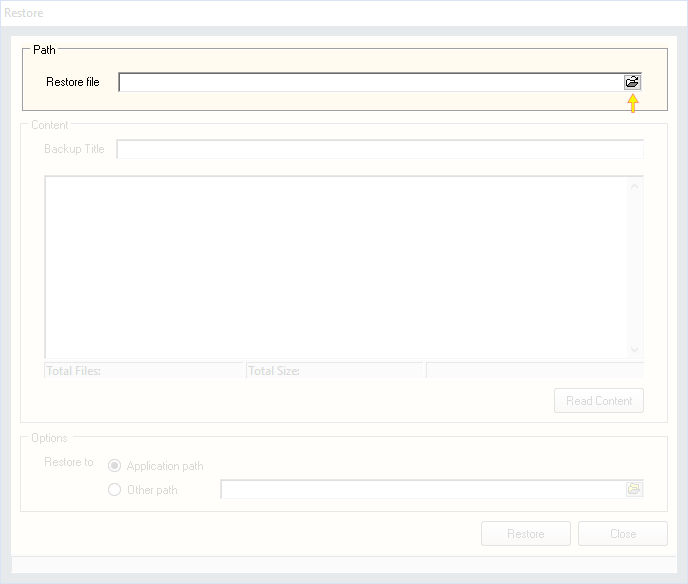 Restore
Path
Restore file
Content
Backup Title
Total Files:
Total Size:
Read Content
Options
Restore to
Application path
Other path
Restore
Close